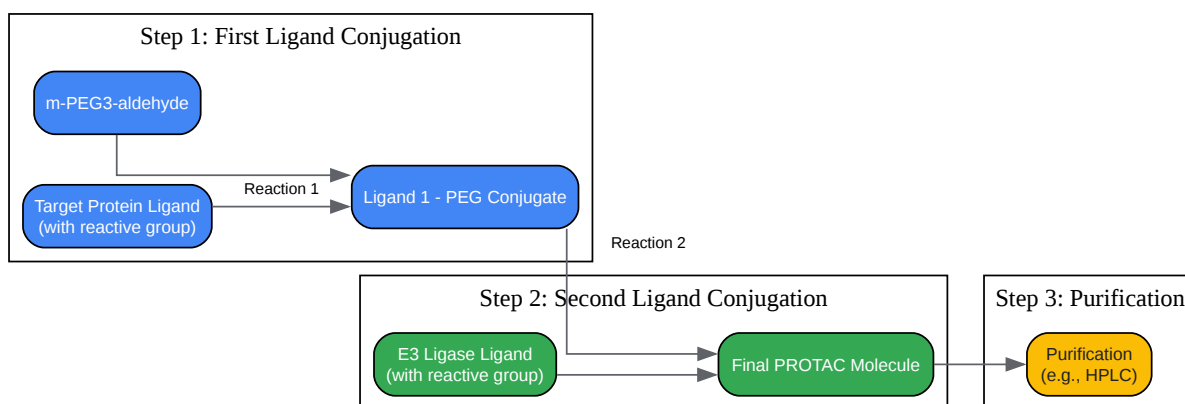 Step 1: First Ligand Conjugation
m-PEG3-aldehyde
Target Protein Ligand
(with reactive group)
Reaction 1
Ligand 1 - PEG Conjugate
Reaction 2
Step 2: Second Ligand Conjugation
E3 Ligase Ligand
(with reactive group)
Final PROTAC Molecule
Step 3: Purification
Purification
(e.g., HPLC)